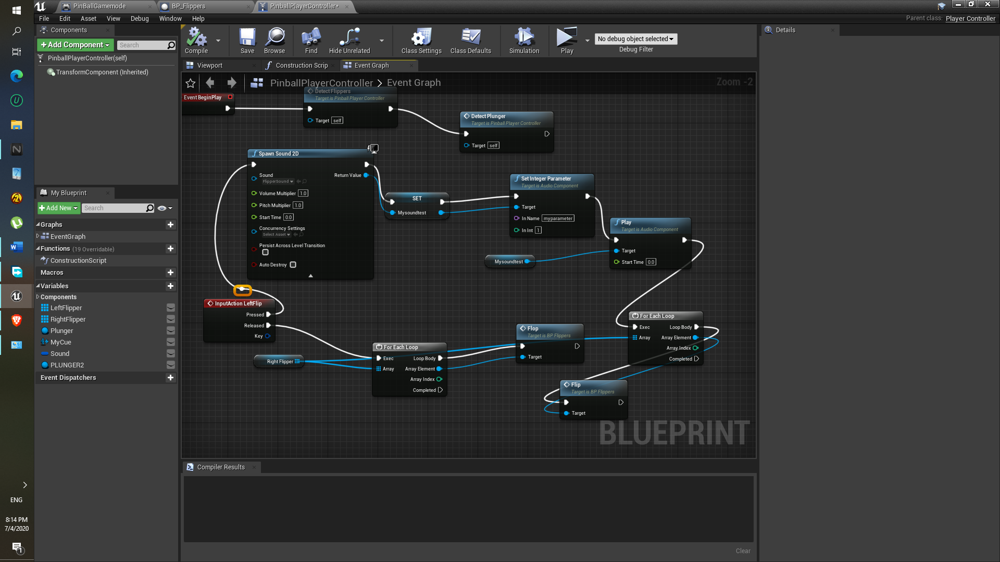 PinBallGamemode
BP_Flippers
PinballPlayerController*
File Edit Asset View Debug Window Help
Parent class: Player Controller
Components
+Add Component
Search
PinballPlayerController(self)
TransformComponent (Inherited)
Compile
Save
Browse
Find
Hide Unrelated
Class Settings
Class Defaults
Simulation
Play
No debug object selected
Debug Filter
Details
Viewport
Construction Scrip
Event Graph
PinballPlayerController > Event Graph
Zoom -2
Event BeginPlay
Detect Flippers
Target is Pinball Player Controller
Target self
Detect Plunger
Target is Pinball Player Controller
Target self
Spawn Sound 2D
Sound
FlipperSound
Return Value
Volume Multiplier 1.0
Pitch Multiplier 1.0
Start Time 0.0
Concurrency Settings
Select Asset
Persist Across Level Transition
Auto Destroy
SET
Mysoundtest
Set Integer Parameter
Target is Audio Component
Target
In Name myparameter
In Int 1
Play
Target is Audio Component
Target
Start Time 0.0
Mysoundtest
InputAction LeftFlip
Pressed
Released
Key
Right Flipper
For Each Loop
Exec Loop Body
Array Array Element
Array Index
Completed
Flop
Target is BP Flippers
Target
For Each Loop
Exec Loop Body
Array Array Element
Array Index
Completed
Flip
Target is BP Flippers
Target
BLUEPRINT
My Blueprint
+Add New
Search
Graphs
EventGraph
Functions (19 Overridable)
ConstructionScript
Macros
Variables
Components
LeftFlipper
RightFlipper
Plunger
MyCue
Sound
PLUNGER2
Event Dispatchers
Compiler Results
Clear
ENG
8:14 PM
7/4/2020
1